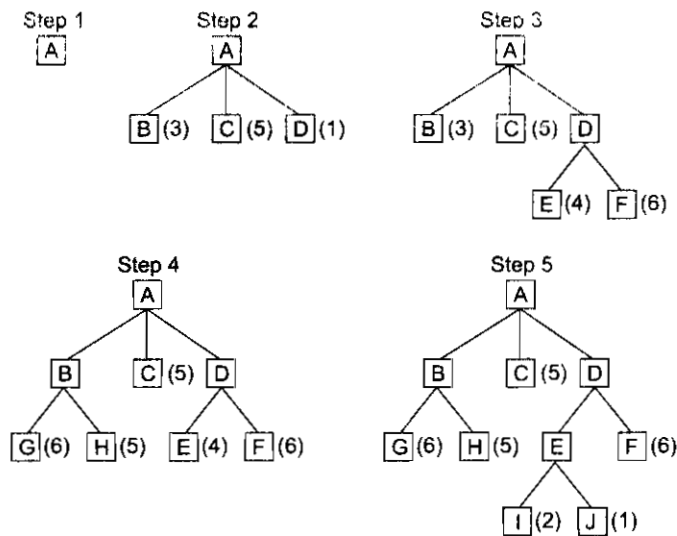 Step 1 Step 2 Step 3
A A A
B (3) C (5) D (1) B (3) C (5) D
E (4) F (6)
Step 4 Step 5
A A
B C (5) D B C (5) D
G (6) H (5) E (4) F (6) G (6) H (5) E F (6)
I (2) J (1)